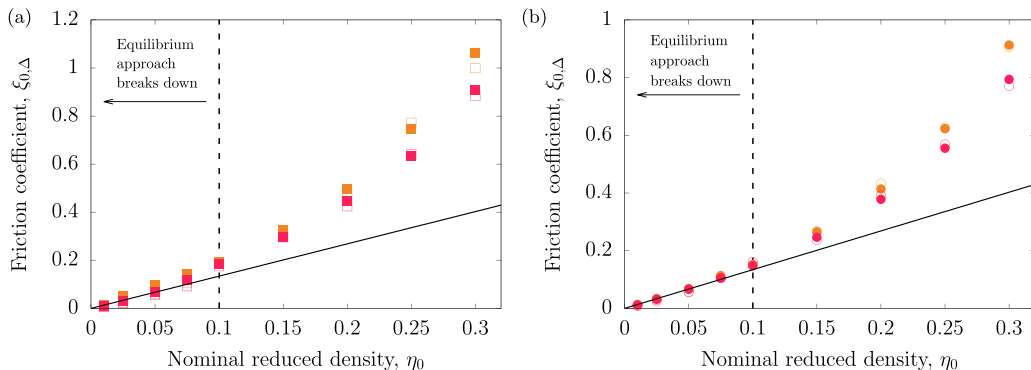 (a)
1.2
1
0.8
0.6
0.4
0.2
0
Friction coefficient, ξ0,Δ
Equilibrium
approach
breaks down
0 0.05 0.1 0.15 0.2 0.25 0.3
Nominal reduced density, η0
(b)
1
0.8
0.6
0.4
0.2
0
Friction coefficient, ξ0,Δ
Equilibrium
approach
breaks down
0 0.05 0.1 0.15 0.2 0.25 0.3
Nominal reduced density, η0